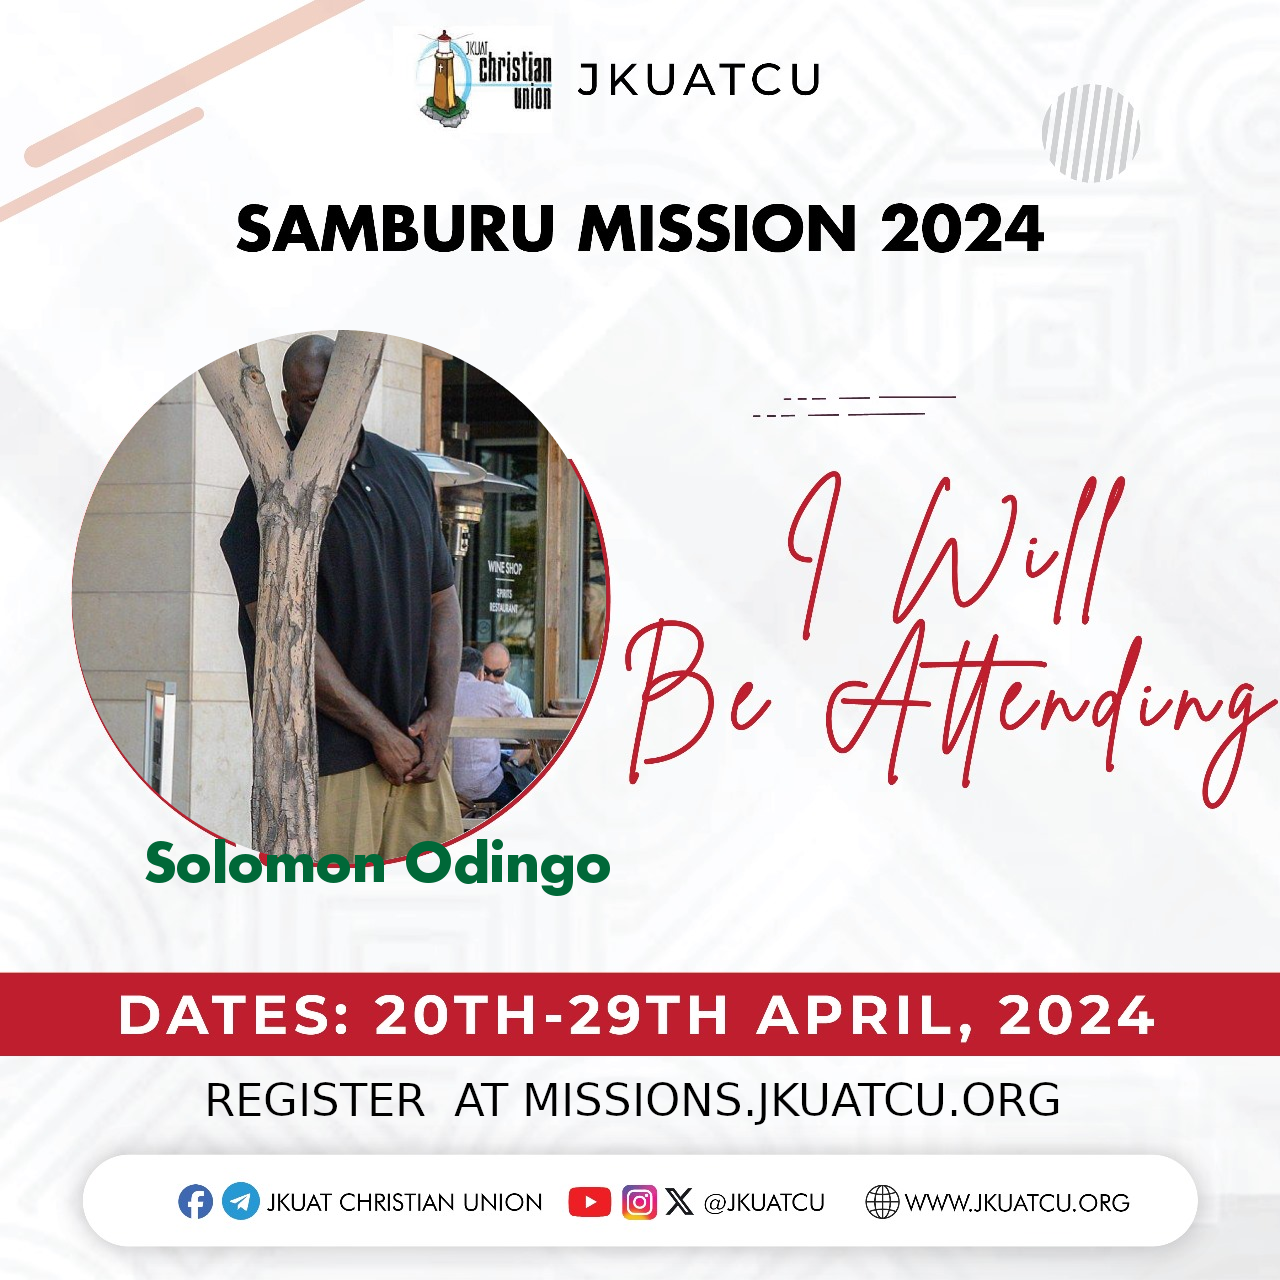 JKUAT
christian
union
JKUATCU
SAMBURU MISSION 2024
I Will
Be Attending
WINE SHOP
SPIRITS
RESTAURANT
Solomon Odingo
DATES: 20TH-29TH APRIL, 2024
REGISTER  AT MISSIONS.JKUATCU.ORG
JKUAT CHRISTIAN UNION @JKUATCU WWW.JKUATCU.ORG